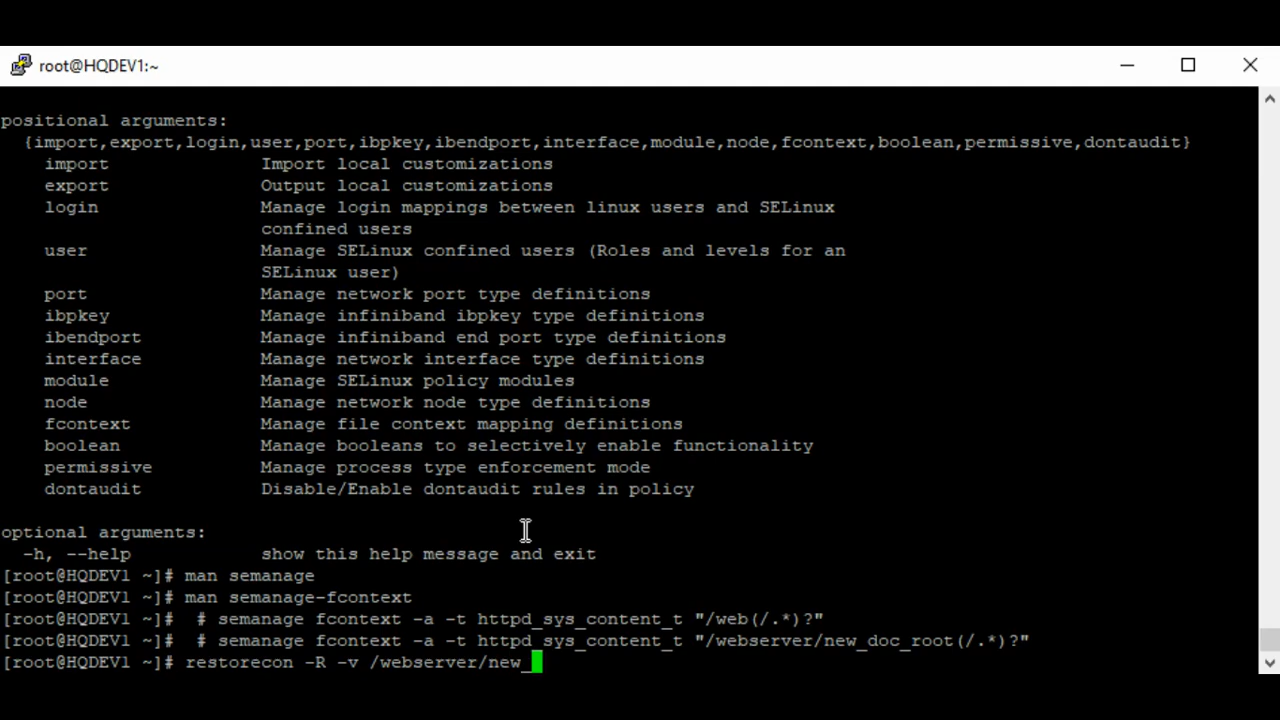 root@HQDEV1:~
positional arguments:
{import,export,login,user,port,ibpkey,ibendport,interface,module,node,fcontext,boolean,permissive,dontaudit}
import Import local customizations
export Output local customizations
login Manage login mappings between linux users and SELinux
confined users
user Manage SELinux confined users (Roles and levels for an
SELinux user)
port Manage network port type definitions
ibpkey Manage infiniband ibpkey type definitions
ibendport Manage infiniband end port type definitions
interface Manage network interface type definitions
module Manage SELinux policy modules
node Manage network node type definitions
fcontext Manage file context mapping definitions
boolean Manage booleans to selectively enable functionality
permissive Manage process type enforcement mode
dontaudit Disable/Enable dontaudit rules in policy
optional arguments:
-h, --help show this help message and exit
[root@HQDEV1 ~]# man semanage
[root@HQDEV1 ~]# man semanage-fcontext
[root@HQDEV1 ~]# # semanage fcontext -a -t httpd_sys_content_t "/web(/.*)?"
[root@HQDEV1 ~]# # semanage fcontext -a -t httpd_sys_content_t "/webserver/new_doc_root(/.*)?"
[root@HQDEV1 ~]# restorecon -R -v /webserver/new_